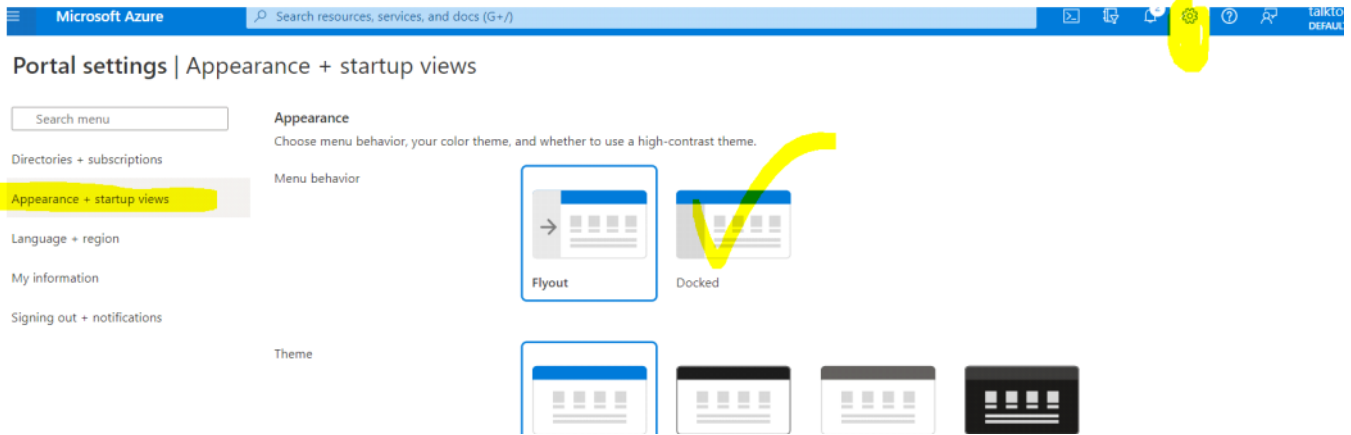 Microsoft Azure
Search resources, services, and docs (G+/)
talkto
DEFAUL
Portal settings | Appearance + startup views
Search menu
Directories + subscriptions
Appearance + startup views
Language + region
My information
Signing out + notifications
Appearance
Choose menu behavior, your color theme, and whether to use a high-contrast theme.
Menu behavior
Flyout
Docked
Theme